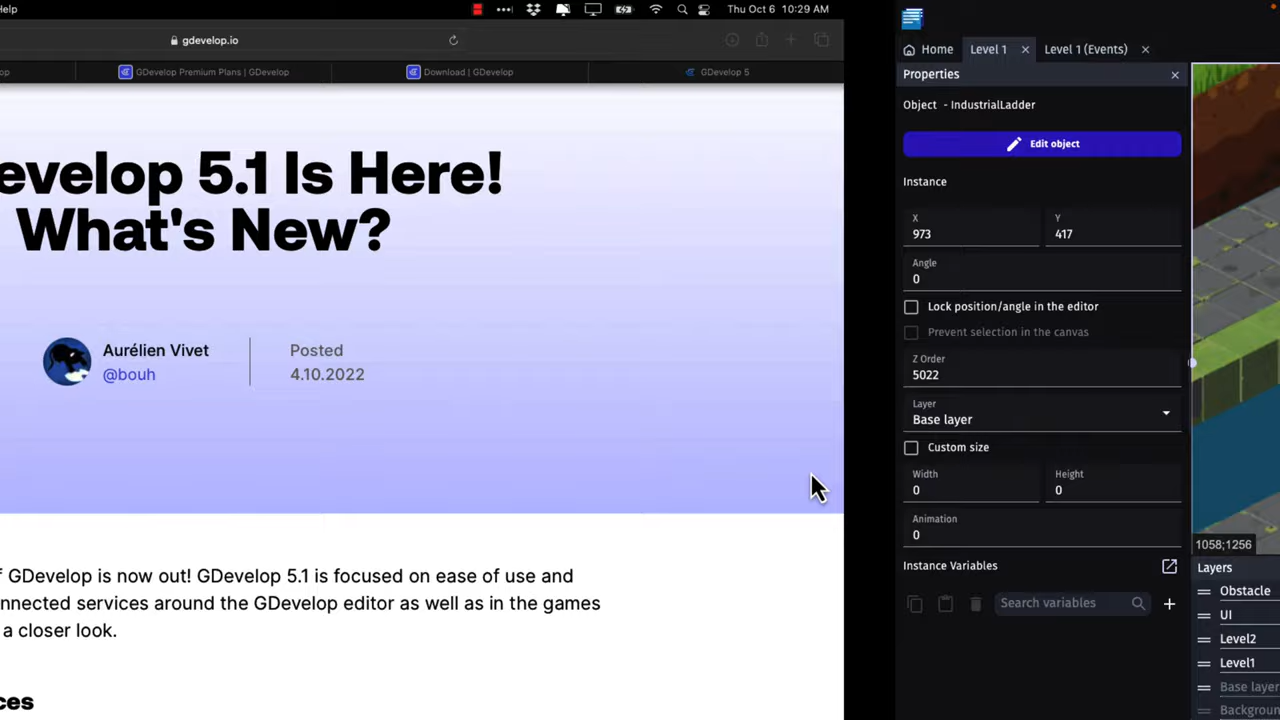 Help
Thu Oct 6 10:29 AM
gdevelop.io
GDevelop Premium Plans | GDevelop
Download | GDevelop
GDevelop 5
evelop 5.1 Is Here!
What's New?
Aurélien Vivet
@bouh
Posted
4.10.2022
GDevelop is now out! GDevelop 5.1 is focused on ease of use and
nnected services around the GDevelop editor as well as in the games
a closer look.
ces
Home
Level 1
Level 1 (Events)
Properties
Object - IndustrialLadder
Edit object
Instance
X
Y
973
417
Angle
0
Lock position/angle in the editor
Prevent selection in the canvas
Z Order
5022
Layer
Base layer
Custom size
Width
Height
0
0
Animation
0
Instance Variables
Search variables
1058;1256
Layers
Obstacle
UI
Level2
Level1
Base layer
Backgroun